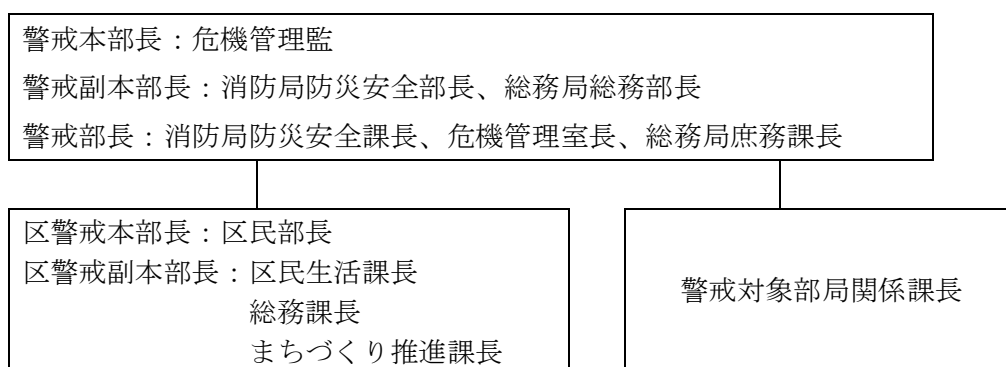 警戒本部長：危機管理監
警戒副本部長：消防局防災安全部長、総務局総務部長
警戒部長：消防局防災安全課長、危機管理室長、総務局庶務課長
区警戒本部長：区民部長
区警戒副本部長：区民生活課長
総務課長
まちづくり推進課長
警戒対象部局関係課長